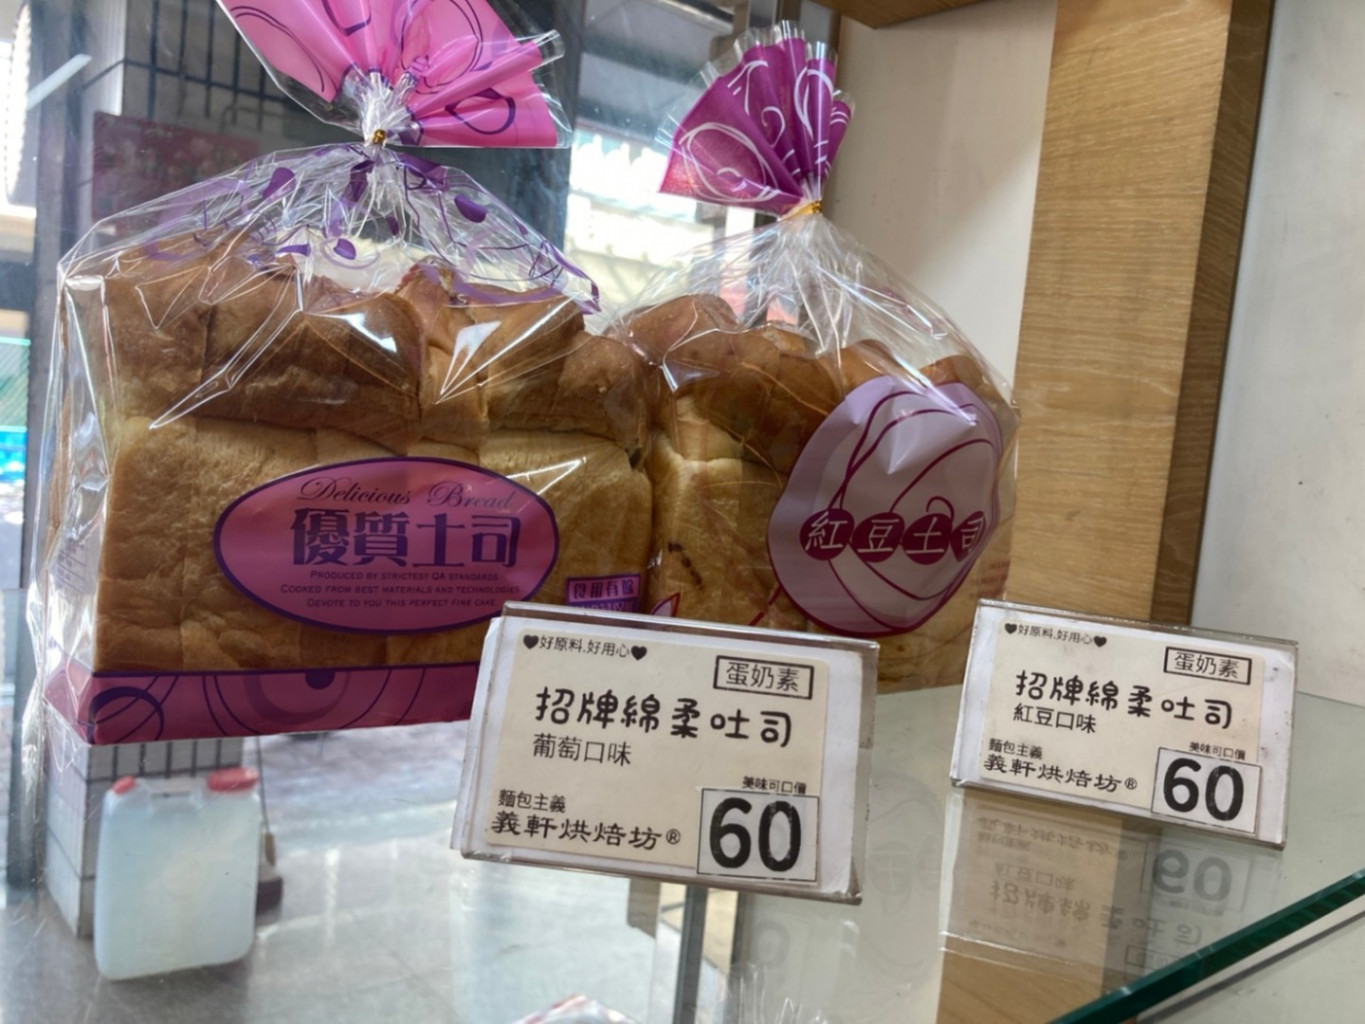 Delicious Bread
優質土司
PRODUCED BY STRICTEST QA STANDARDS
COOKED FROM BEST MATERIALS AND TECHNOLOGIES
DEVOTE TO YOU THIS PERFECT FINE CAKE
紅豆土司
♥好原料.好用心♥
蛋奶素
招牌綿柔吐司
葡萄口味
麵包主義
義軒烘焙坊®
美味可口價
60
♥好原料.好用心♥
蛋奶素
招牌綿柔吐司
紅豆口味
麵包主義
義軒烘焙坊®
美味可口價
60